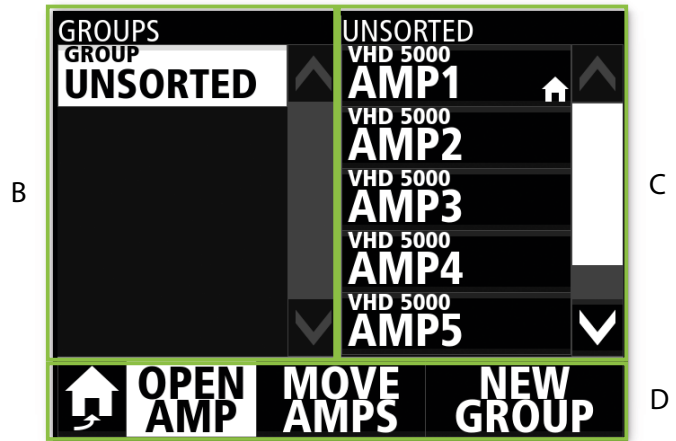 GROUPS
GROUP
UNSORTED
B
UNSORTED
VHD 5000
AMP1
VHD 5000
AMP2
VHD 5000
AMP3
VHD 5000
AMP4
VHD 5000
AMP5
C
OPEN
AMP
MOVE
AMPS
NEW
GROUP
D